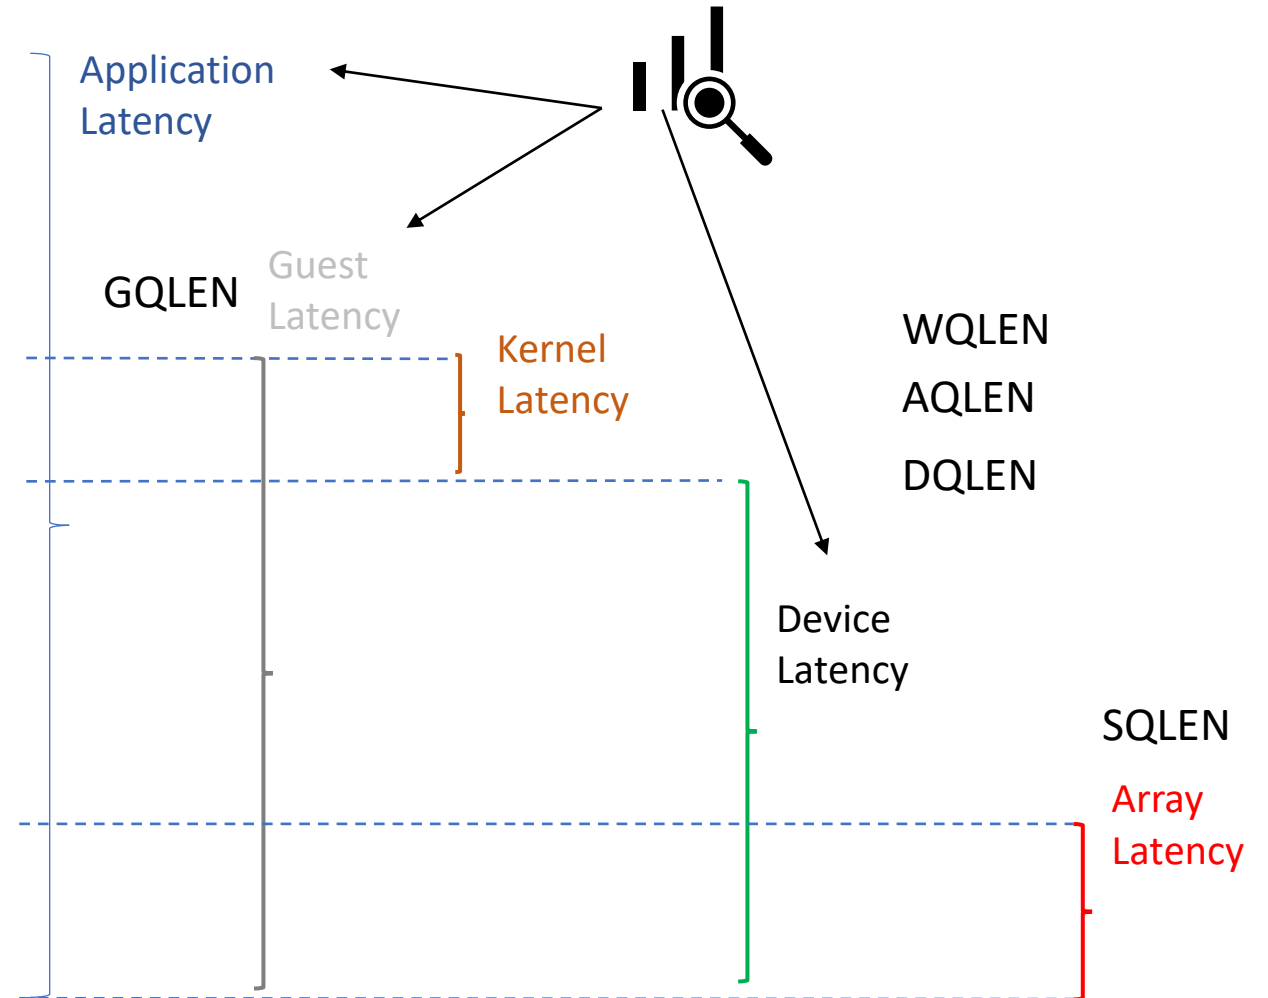 Application
Latency
GQLEN
Guest
Latency
Kernel
Latency
WQLEN
AQLEN
DQLEN
Device
Latency
SQLEN
Array
Latency